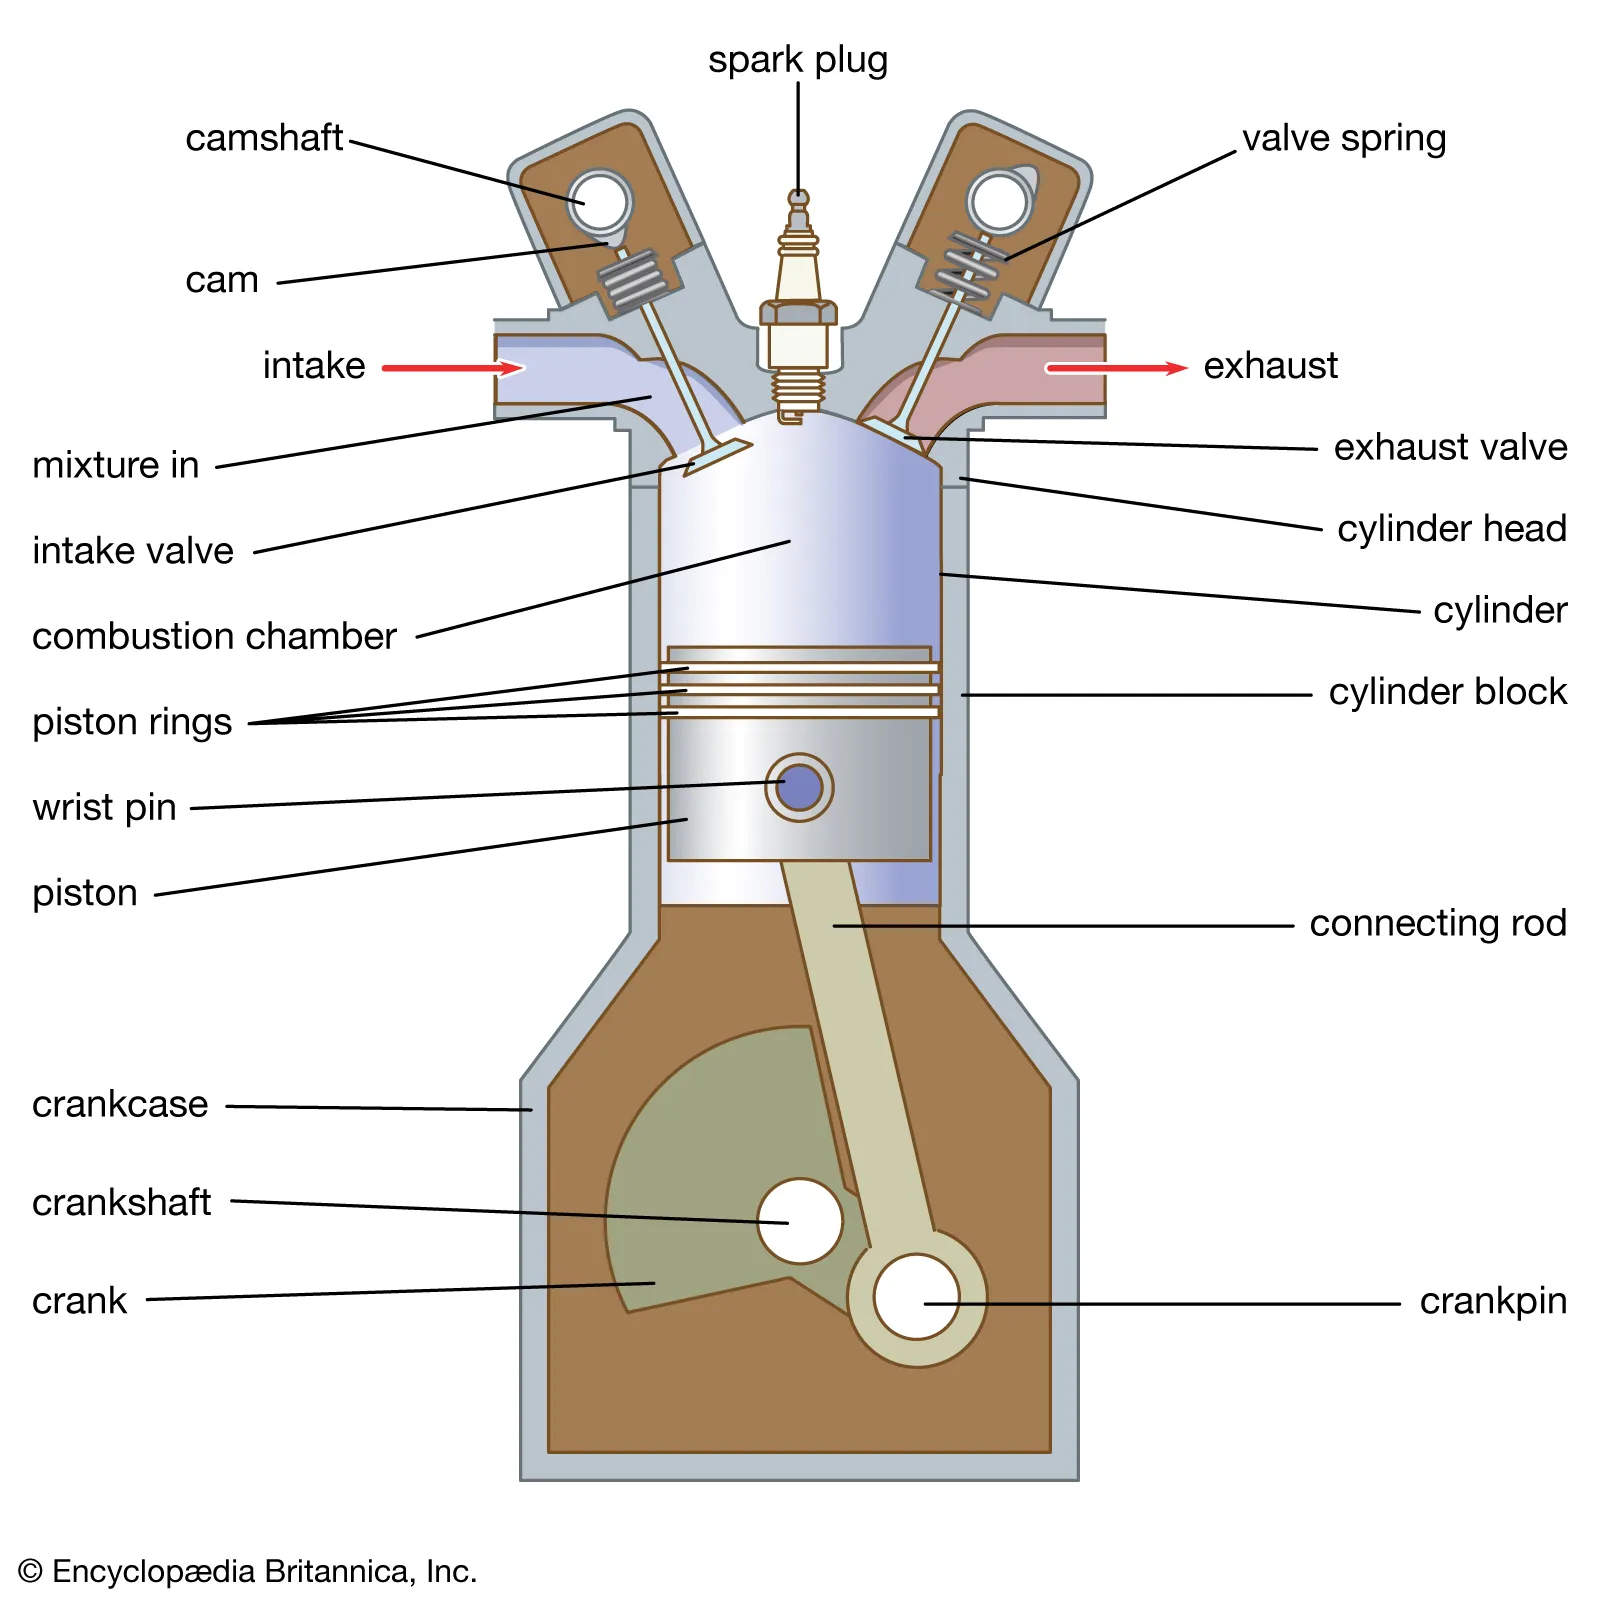 spark plug
camshaft
valve spring
cam
intake
exhaust
mixture in
exhaust valve
intake valve
cylinder head
combustion chamber
cylinder
piston rings
cylinder block
wrist pin
piston
connecting rod
crankcase
crankshaft
crank
crankpin
© Encyclopædia Britannica, Inc.